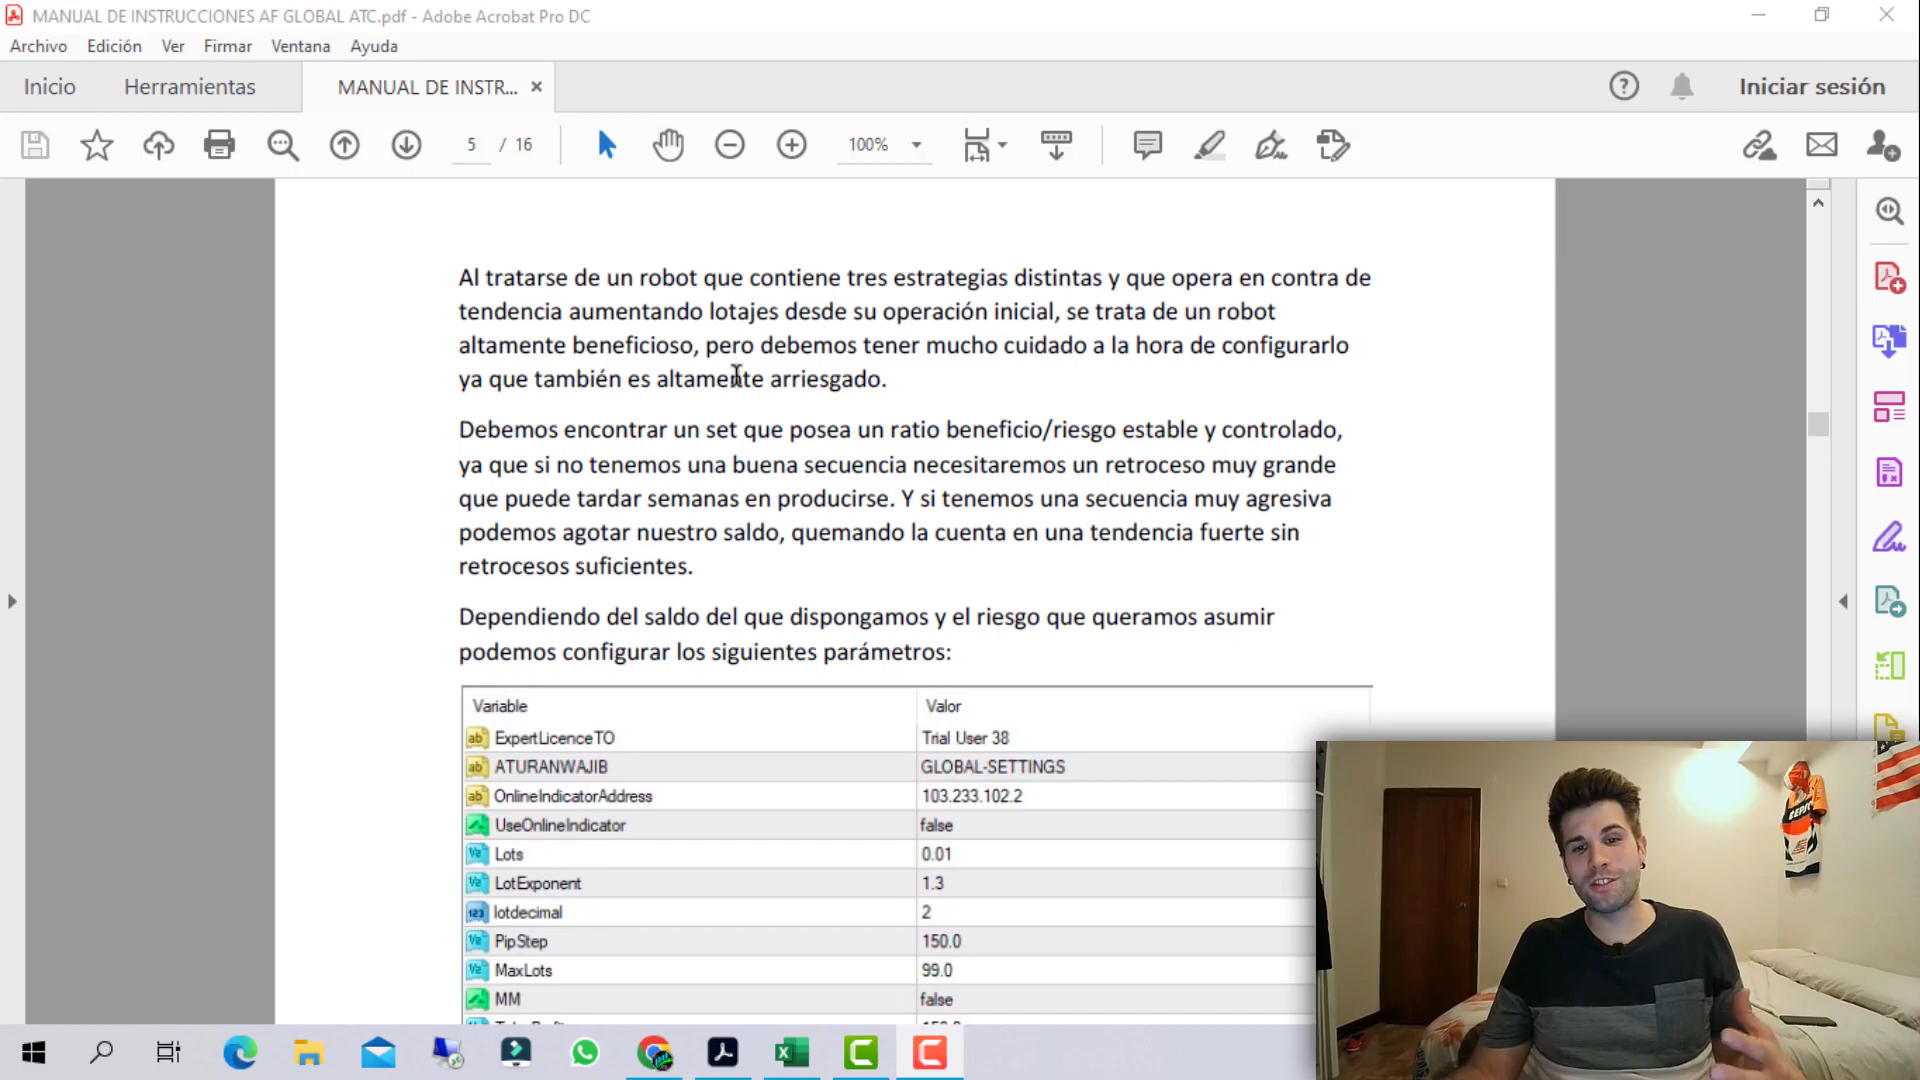 MANUAL DE INSTRUCCIONES AF GLOBAL ATC.pdf - Adobe Acrobat Pro DC
Archivo Edición Ver Firmar Ventana Ayuda
Inicio Herramientas MANUAL DE INSTR... Iniciar sesión
5 / 16 100%
Al tratarse de un robot que contiene tres estrategias distintas y que opera en contra de
tendencia aumentando lotajes desde su operación inicial, se trata de un robot
altamente beneficioso, pero debemos tener mucho cuidado a la hora de configurarlo
ya que también es altamente arriesgado.
Debemos encontrar un set que posea un ratio beneficio/riesgo estable y controlado,
ya que si no tenemos una buena secuencia necesitaremos un retroceso muy grande
que puede tardar semanas en producirse. Y si tenemos una secuencia muy agresiva
podemos agotar nuestro saldo, quemando la cuenta en una tendencia fuerte sin
retrocesos suficientes.
Dependiendo del saldo del que dispongamos y el riesgo que queramos asumir
podemos configurar los siguientes parámetros:
Variable Valor
ab ExpertLicenceTO Trial User 38
ab ATURANWAJIB GLOBAL-SETTINGS
ab OnlineIndicatorAddress 103.233.102.2
UseOnlineIndicator false
Lots 0.01
LotExponent 1.3
123 lotdecimal 2
PipStep 150.0
MaxLots 99.0
MM false